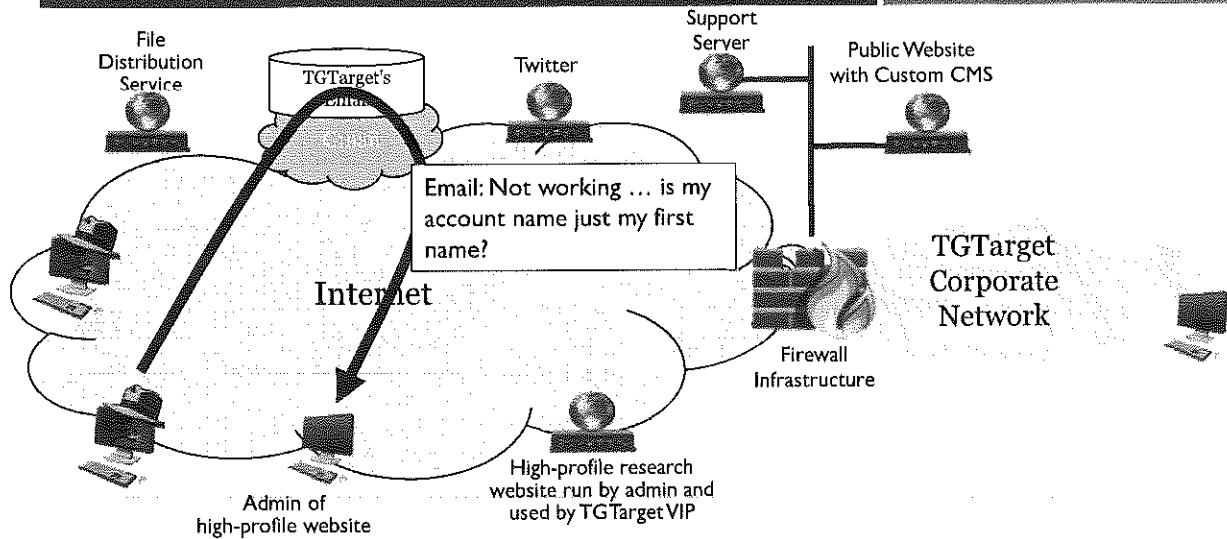 File
Distribution
Service
TGTarget's
Email
Twitter
Support
Server
Public Website
with Custom CMS
Email: Not working ... is my
account name just my first
name?
Internet
TGTarget
Corporate
Network
Firewall
Infrastructure
Admin of
high-profile website
High-profile research
website run by admin and
used by TGTarget VIP